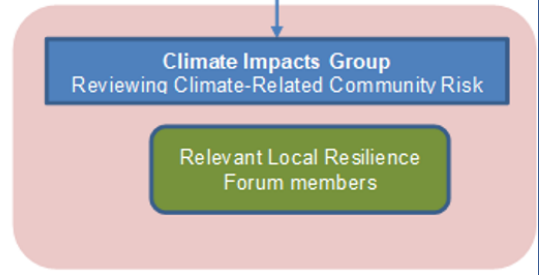 Climate Impacts Group
Reviewing Climate-Related Community Risk
Relevant Local Resilience
Forum members